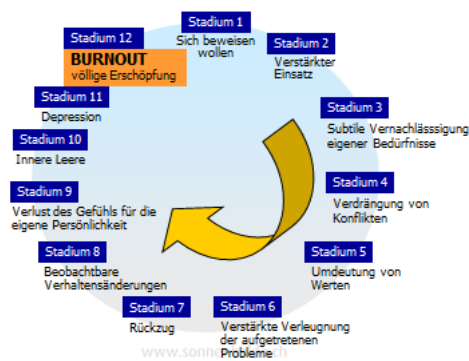 Stadium 1
Sich beweisen
wollen
Stadium 2
Verstärkter
Einsatz
Stadium 3
Subtile Vernachlässsigung
eigener Bedürfnisse
Stadium 4
Verdrängung von
Konflikten
Stadium 5
Umdeutung von
Werten
Stadium 6
Verstärkte Verleugnung
der aufgetretenen
Probleme
Stadium 7
Rückzug
Stadium 8
Beobachtbare
Verhaltensänderungen
Stadium 9
Verlust des Gefühls für die
eigene Persönlichkeit
Stadium 10
Innere Leere
Stadium 11
Depression
Stadium 12
BURNOUT
völlige Erschöpfung